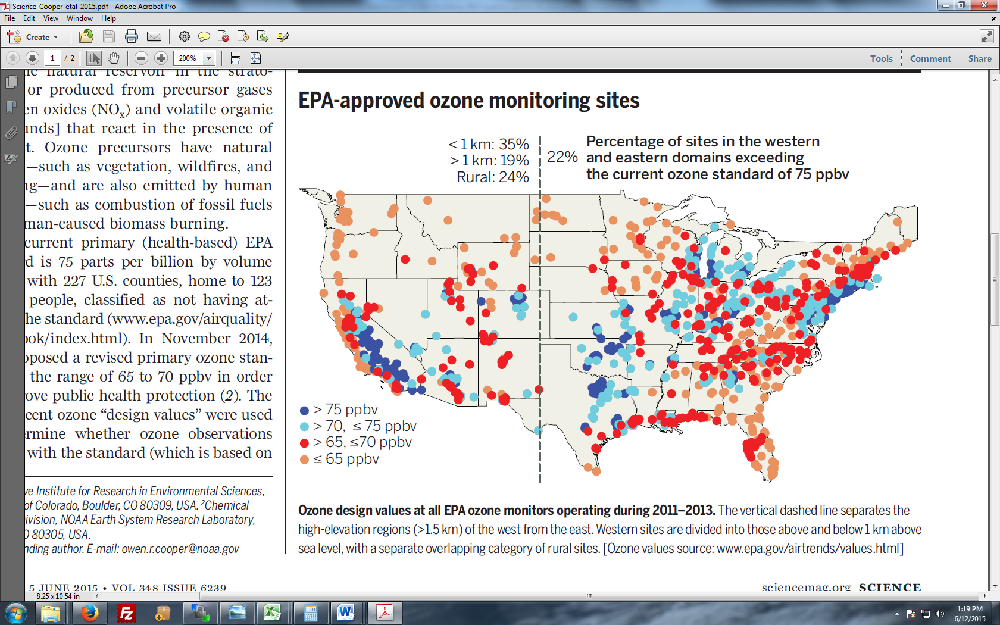 Science_Cooper_etal_2015.pdf - Adobe Acrobat Pro
File Edit View Window Help
Create
1 / 2 200% Tools Comment Share
natural reservoir in the strato-
or produced from precursor gases
en oxides (NOx) and volatile organic
unds] that react in the presence of
t. Ozone precursors have natural
—such as vegetation, wildfires, and
ng—and are also emitted by human
—such as combustion of fossil fuels
man-caused biomass burning.
current primary (health-based) EPA
d is 75 parts per billion by volume
with 227 U.S. counties, home to 123
people, classified as not having at-
he standard (www.epa.gov/airquality/
ook/index.html). In November 2014,
oposed a revised primary ozone stan-
the range of 65 to 70 ppbv in order
ove public health protection (2). The
cent ozone “design values” were used
ermine whether ozone observations
with the standard (which is based on
ve Institute for Research in Environmental Sciences,
of Colorado, Boulder, CO 80309, USA. ²Chemical
ivision, NOAA Earth System Research Laboratory,
O 80305, USA.
nding author. E-mail: owen.r.cooper@noaa.gov
EPA-approved ozone monitoring sites
< 1 km: 35%
> 1 km: 19%
Rural: 24%
22%
Percentage of sites in the western
and eastern domains exceeding
the current ozone standard of 75 ppbv
> 75 ppbv
> 70, ≤ 75 ppbv
> 65, ≤70 ppbv
≤ 65 ppbv
Ozone design values at all EPA ozone monitors operating during 2011–2013. The vertical dashed line separates the
high-elevation regions (>1.5 km) of the west from the east. Western sites are divided into those above and below 1 km above
sea level, with a separate overlapping category of rural sites. [Ozone values source: www.epa.gov/airtrends/values.html]
5 JUNE 2015 • VOL 348 ISSUE 6239
sciencemag.org SCIENCE
8.25 x 10.54 in
1:19 PM
6/12/2015